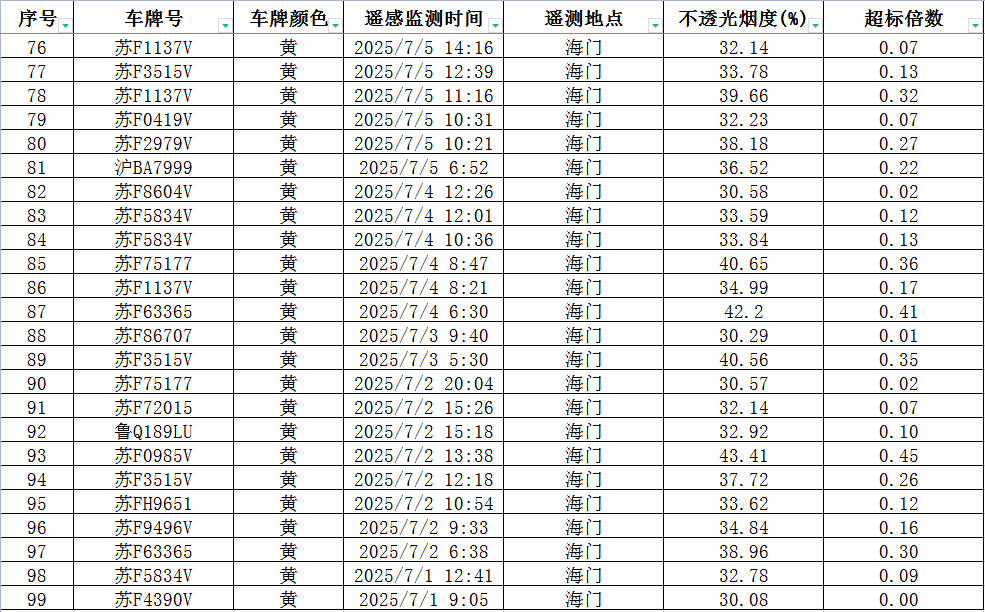 序号 车牌号 车牌颜色 遥感监测时间 遥测地点 不透光烟度(%) 超标倍数
76 苏F1137V 黄 2025/7/5 14:16 海门 32.14 0.07
77 苏F3515V 黄 2025/7/5 12:39 海门 33.78 0.13
78 苏F1137V 黄 2025/7/5 11:16 海门 39.66 0.32
79 苏F0419V 黄 2025/7/5 10:31 海门 32.23 0.07
80 苏F2979V 黄 2025/7/5 10:21 海门 38.18 0.27
81 沪BA7999 黄 2025/7/5 6:52 海门 36.52 0.22
82 苏F8604V 黄 2025/7/4 12:26 海门 30.58 0.02
83 苏F5834V 黄 2025/7/4 12:01 海门 33.59 0.12
84 苏F5834V 黄 2025/7/4 10:36 海门 33.84 0.13
85 苏F75177 黄 2025/7/4 8:47 海门 40.65 0.36
86 苏F1137V 黄 2025/7/4 8:21 海门 34.99 0.17
87 苏F63365 黄 2025/7/4 6:30 海门 42.2 0.41
88 苏F86707 黄 2025/7/3 9:40 海门 30.29 0.01
89 苏F3515V 黄 2025/7/3 5:30 海门 40.56 0.35
90 苏F75177 黄 2025/7/2 20:04 海门 30.57 0.02
91 苏F72015 黄 2025/7/2 15:26 海门 32.14 0.07
92 鲁Q189LU 黄 2025/7/2 15:18 海门 32.92 0.10
93 苏F0985V 黄 2025/7/2 13:38 海门 43.41 0.45
94 苏F3515V 黄 2025/7/2 12:18 海门 37.72 0.26
95 苏FH9651 黄 2025/7/2 10:54 海门 33.62 0.12
96 苏F9496V 黄 2025/7/2 9:33 海门 34.84 0.16
97 苏F63365 黄 2025/7/2 6:38 海门 38.96 0.30
98 苏F5834V 黄 2025/7/1 12:41 海门 32.78 0.09
99 苏F4390V 黄 2025/7/1 9:05 海门 30.08 0.00